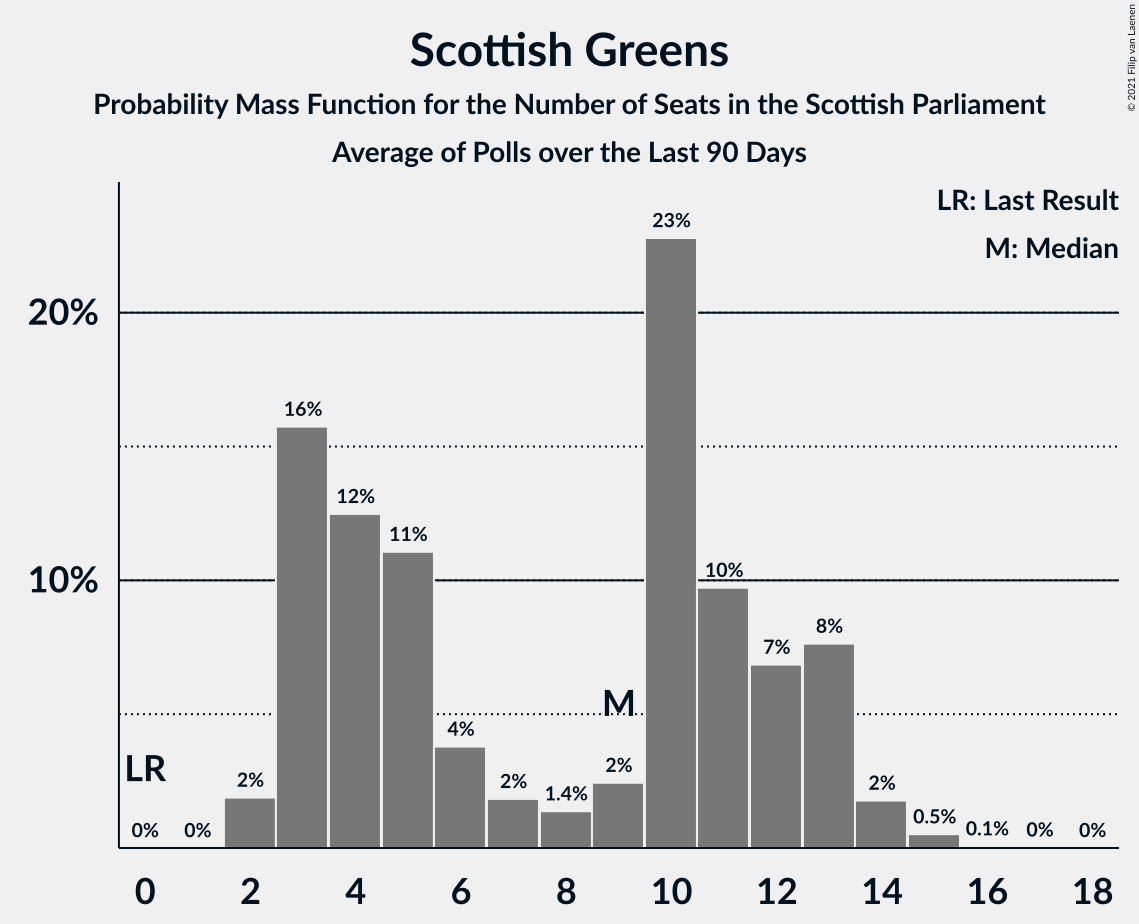 Scottish Greens
Probability Mass Function for the Number of Seats in the Scottish Parliament
Average of Polls over the Last 90 Days
© 2021 Filip van Laenen
LR: Last Result
M: Median
20%
10%
LR
M
0%
0%
2%
16%
12%
11%
4%
2%
1.4%
2%
23%
10%
7%
8%
2%
0.5%
0.1%
0%
0%
0 2 4 6 8 10 12 14 16 18